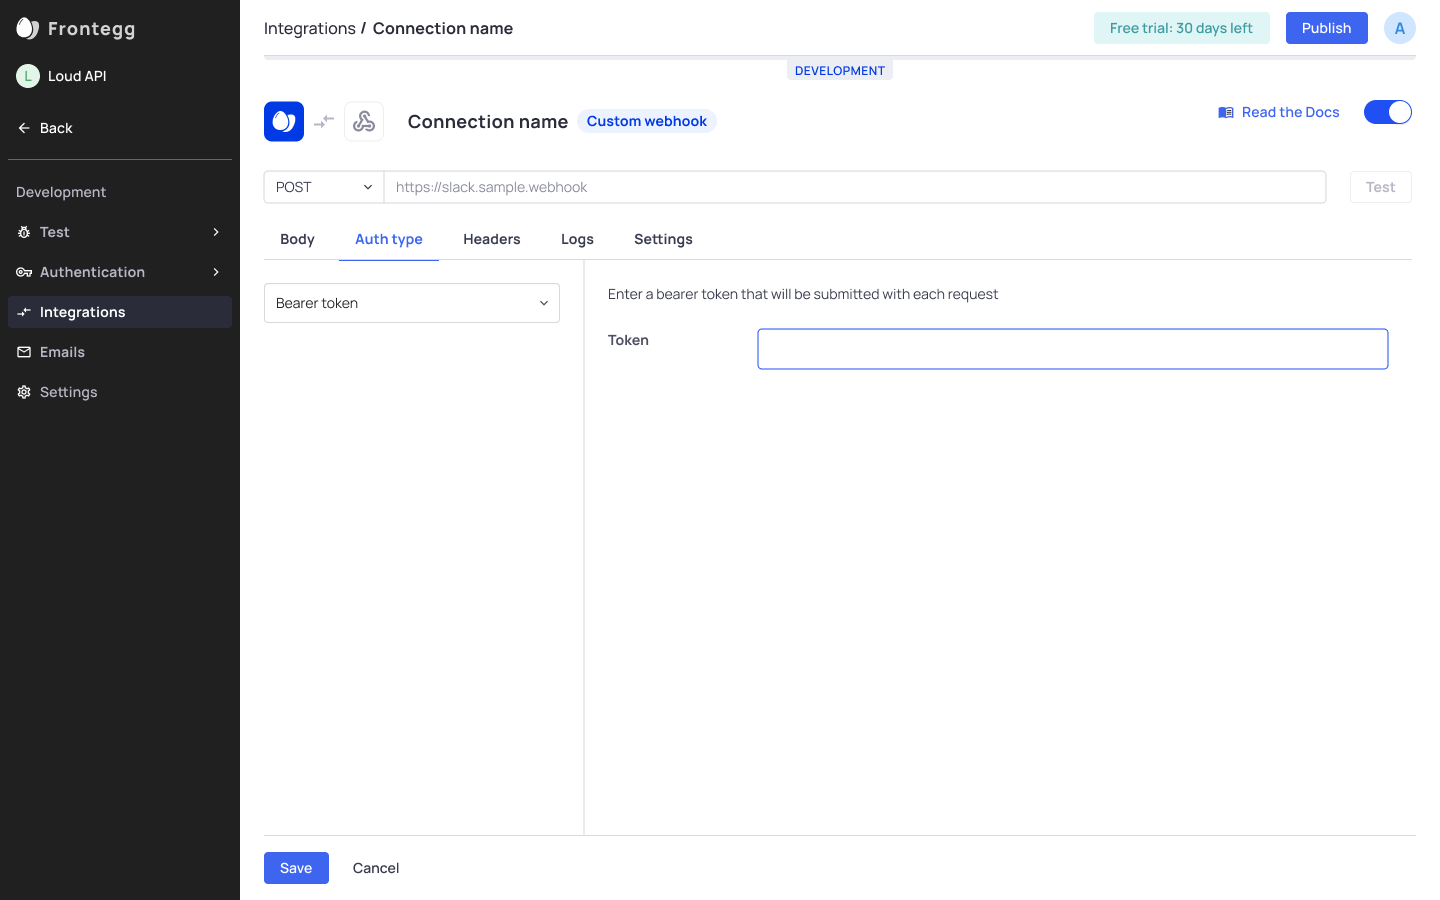 Frontegg
L
Loud API
Back
Development
Test
Authentication
Integrations
Emails
Settings
Integrations / Connection name
Free trial: 30 days left
Publish
A
DEVELOPMENT
Connection name
Custom webhook
Read the Docs
POST
https://slack.sample.webhook
Test
Body
Auth type
Headers
Logs
Settings
Bearer token
Enter a bearer token that will be submitted with each request
Token
Save
Cancel